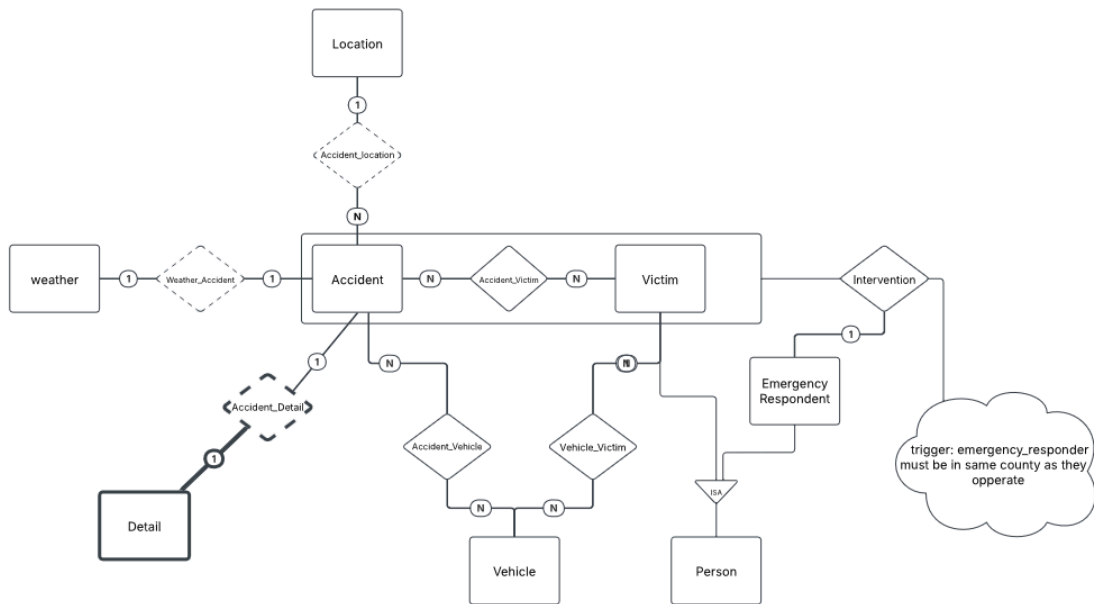 Location
1
Accident_location
N
weather
1
Weather_Accident
1
Accident
N
Accident_Victim
N
Victim
Intervention
1
1
N
N
Emergency
Respondent
Accident_Detail
1
Accident_Vehicle
Vehicle_Victim
trigger: emergency_responder
must be in same county as they
opperate
ISA
N
N
Detail
Vehicle
Person